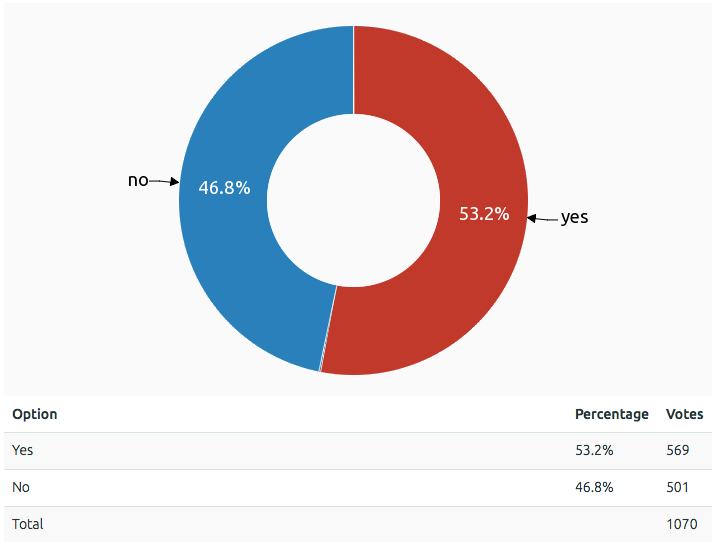 no
46.8%
53.2%
yes
Option Percentage Votes
Yes 53.2% 569
No 46.8% 501
Total 1070